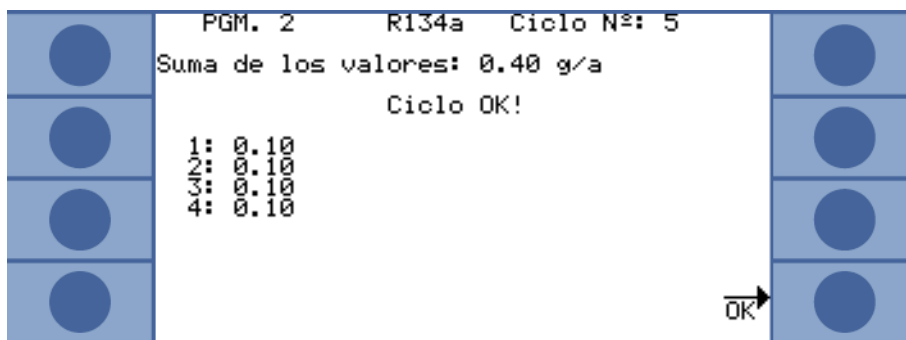 PGM. 2 R134a Ciclo Nº: 5
Suma de los valores: 0.40 g/a
Ciclo OK!
1: 0.10
2: 0.10
3: 0.10
4: 0.10
OK